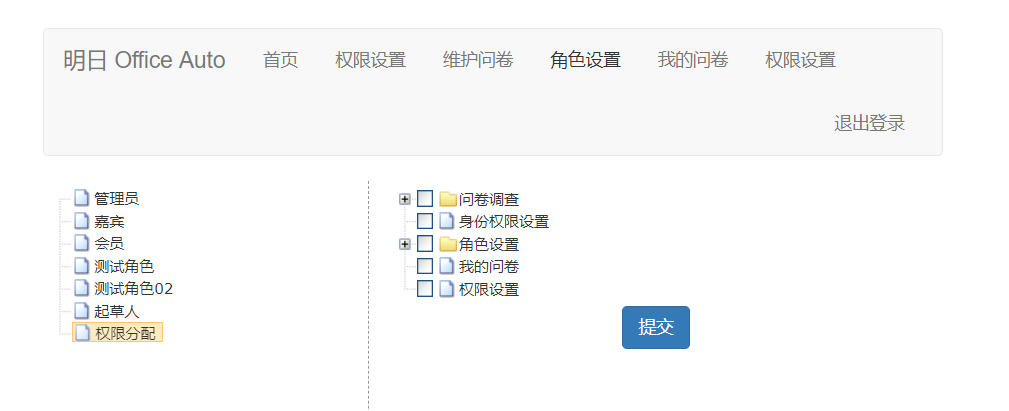 明日 Office Auto 首页 权限设置 维护问卷 角色设置 我的问卷 权限设置
退出登录
管理员
嘉宾
会员
测试角色
测试角色02
起草人
权限分配
问卷调查
身份权限设置
角色设置
我的问卷
权限设置
提交